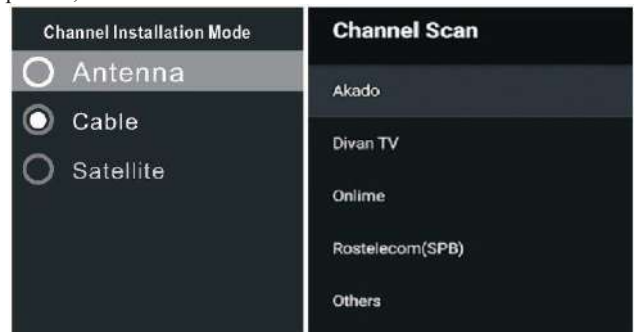 Channel Installation Mode
Antenna
Cable
Satellite
Channel Scan
Akado
Divan TV
Onlime
Rostelecom(SPB)
Others